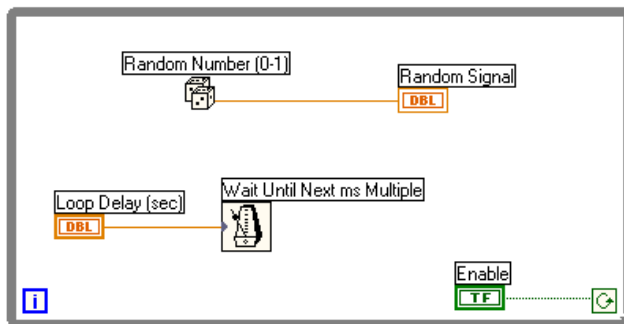 Random Number (0-1)
Random Signal
DBL
Loop Delay (sec)
DBL
Wait Until Next ms Multiple
Enable
TF
i